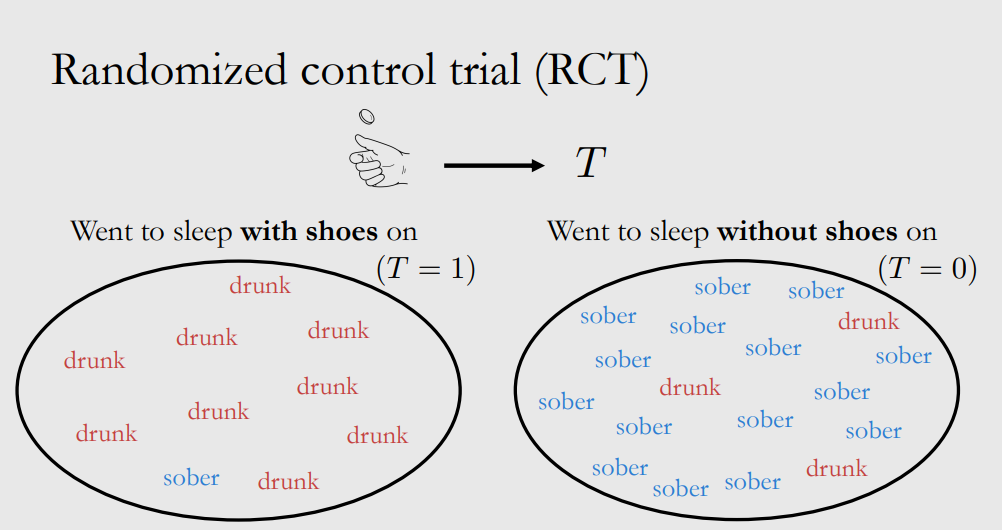 Randomized control trial (RCT)
T
Went to sleep with shoes on
(T = 1)
drunk
drunk
drunk
drunk
drunk
drunk
drunk
drunk
sober
drunk
Went to sleep without shoes on
(T = 0)
sober
sober
sober
sober
drunk
sober
sober
sober
drunk
sober
sober
sober
sober
sober
sober
drunk
sober
sober